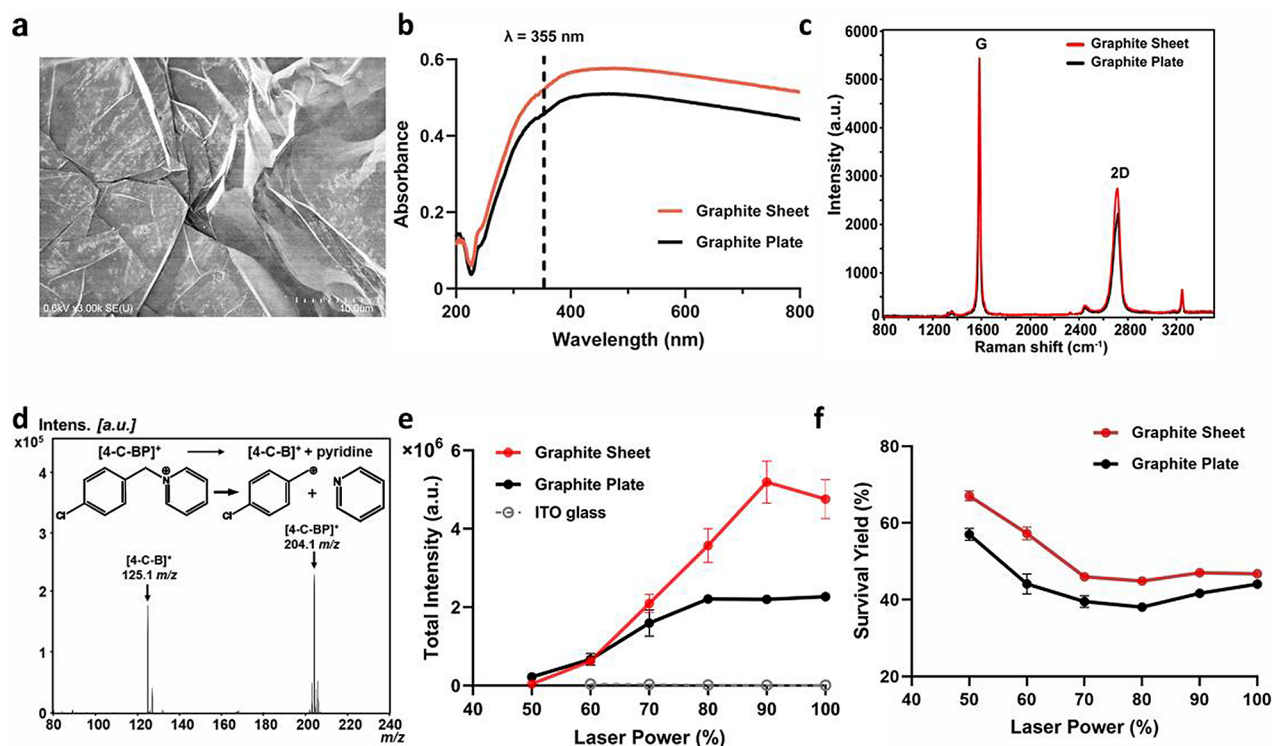 a
0.6kV x3.00k SE(U)
10.0um
b
λ = 355 nm
Absorbance
0.6
0.4
0.2
0
Graphite Sheet
Graphite Plate
200
400
600
800
Wavelength (nm)
c
Intensity (a.u.)
6000
5000
4000
3000
2000
1000
0
G
2D
Graphite Sheet
Graphite Plate
800
1200
1600
2400
2800
3200
Raman shift (cm⁻¹)
d
Intens. [a.u.]
x10⁵
4
3
2
1
0
[4-C-BP]⁺
[4-C-B]⁺ + pyridine
Cl
N
⊕
Cl
⊕
+
N
[4-C-BP]⁺
204.1 m/z
[4-C-B]⁺
125.1 m/z
80
100
120
140
160
180
200
220
240
m/z
e
×10⁶
Total Intensity (a.u.)
6
4
2
0
Graphite Sheet
Graphite Plate
ITO glass
40
50
60
70
80
90
100
Laser Power (%)
f
Survival Yield (%)
80
60
40
20
Graphite Sheet
Graphite Plate
40
50
60
70
80
90
100
Laser Power (%)